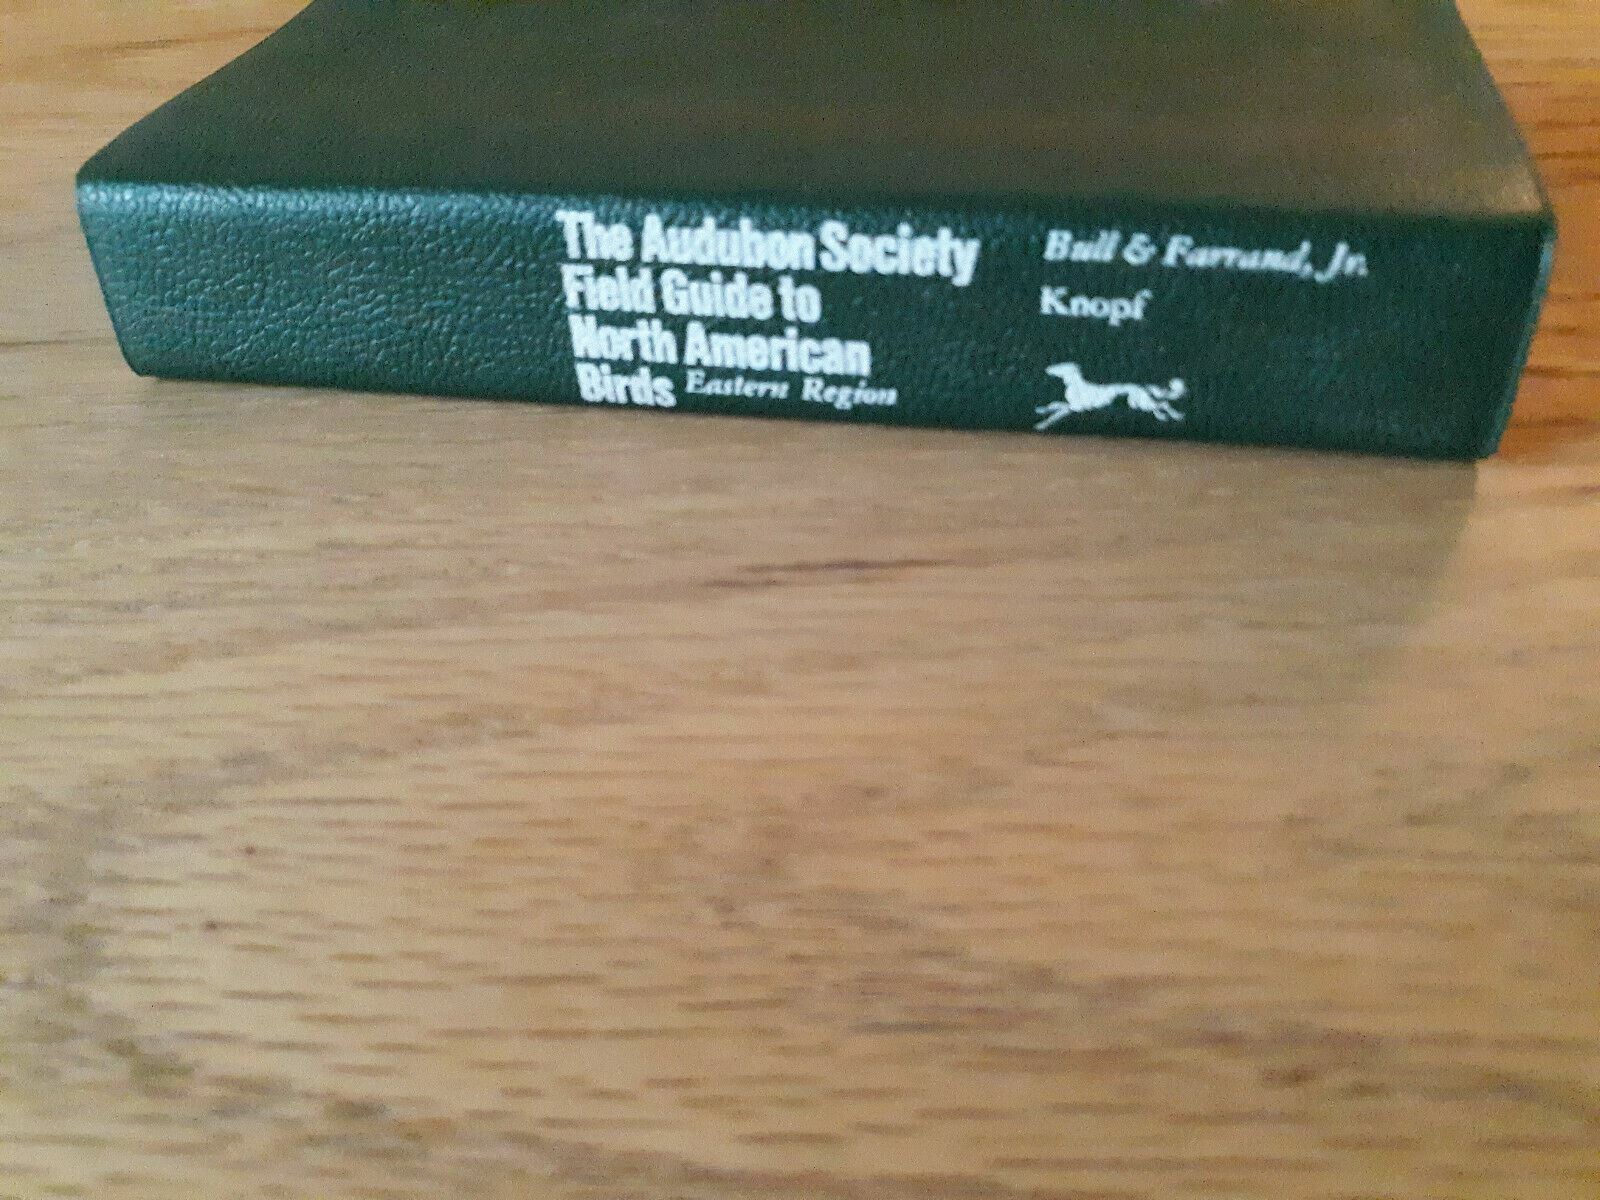 The Audubon Society
Field Guide to
North American
Birds Eastern Region
Bull & Farrand, Jr.
Knopf